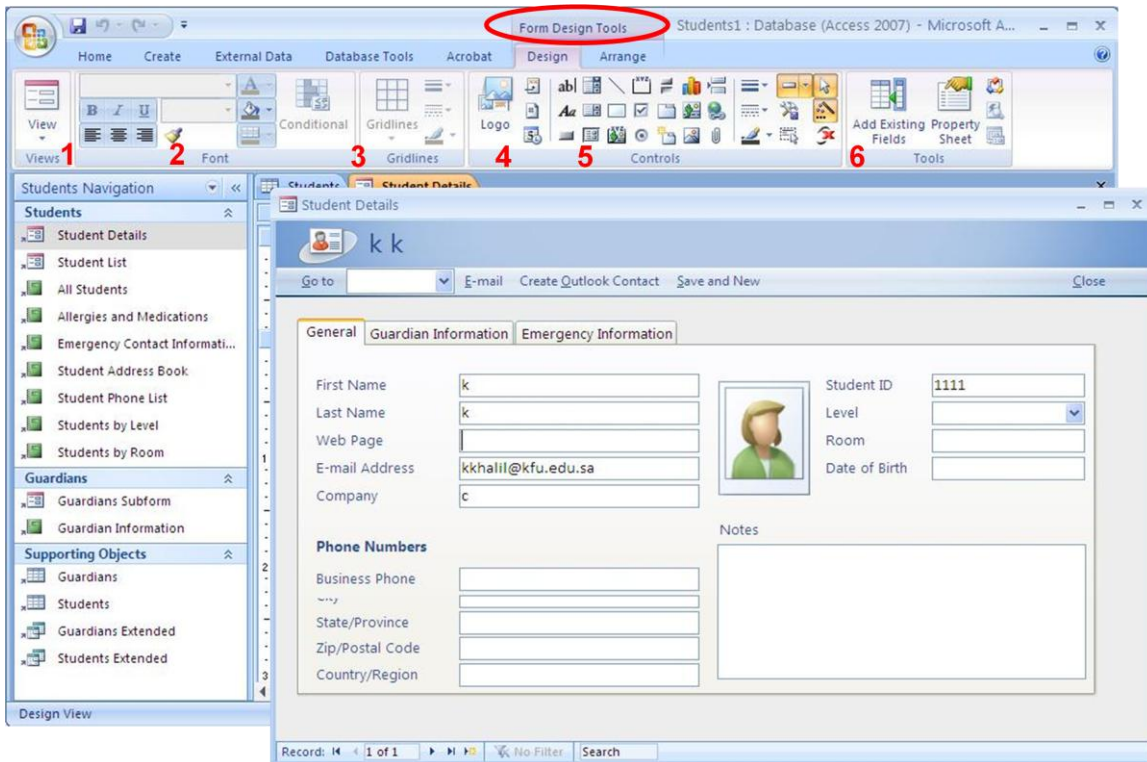 Form Design Tools Students1 : Database (Access 2007) - Microsoft A...
Home Create External Data Database Tools Acrobat Design Arrange
B I U A ab| Aa XYZ
View Conditional Gridlines Logo Add Existing Fields Property Sheet
1 2 3 4 5 6
Views Font Gridlines Controls Tools
Students Navigation
Students
Student Details
Student List
All Students
Allergies and Medications
Emergency Contact Informati...
Student Address Book
Student Phone List
Students by Level
Students by Room
Guardians
Guardians Subform
Guardian Information
Supporting Objects
Guardians
Students
Guardians Extended
Students Extended
Design View
Students Student Details
1
2
3
Student Details
k k
Go to E-mail Create Outlook Contact Save and New Close
General Guardian Information Emergency Information
First Name k
Last Name k
Web Page
E-mail Address kkhalil@kfu.edu.sa
Company c
Student ID 1111
Level
Room
Date of Birth
Phone Numbers
Business Phone
State/Province
Zip/Postal Code
Country/Region
Notes
Record: 1 of 1 No Filter Search